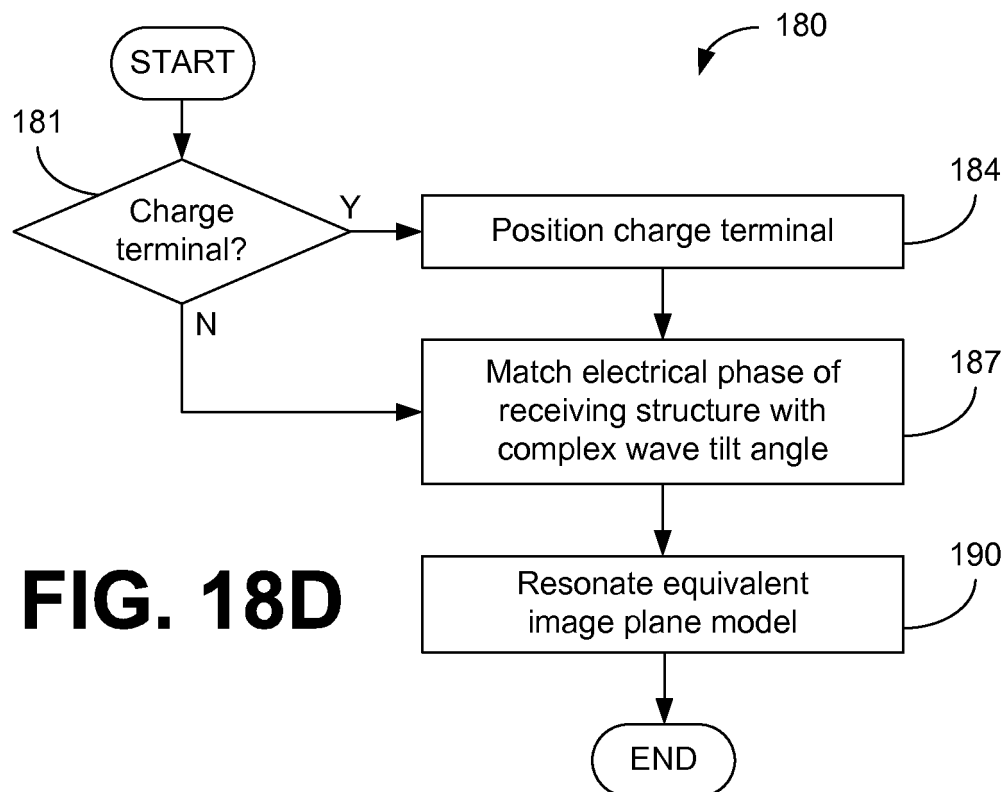 180
START
181
Charge
terminal?
Y
N
Position charge terminal
184
Match electrical phase of
receiving structure with
complex wave tilt angle
187
Resonate equivalent
image plane model
190
END
FIG. 18D